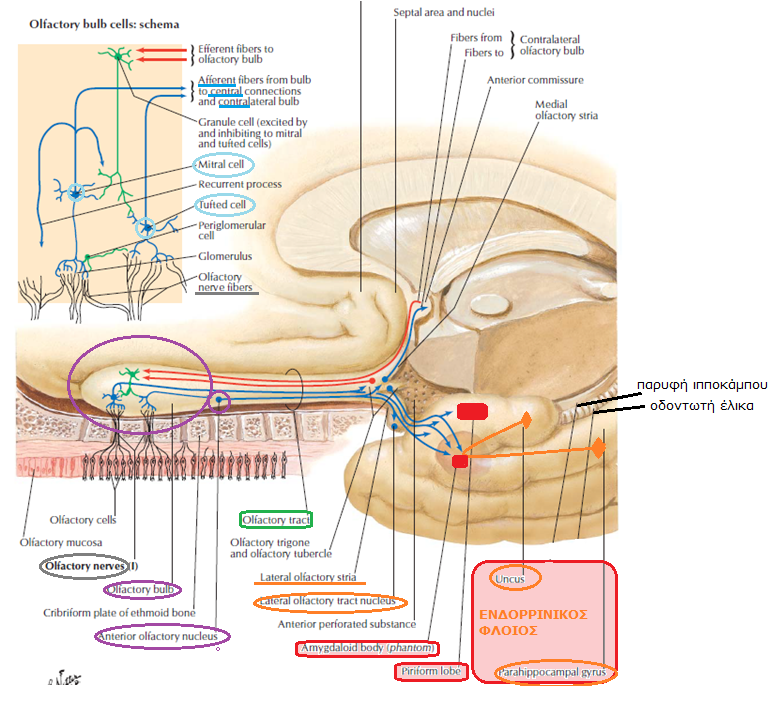 Septal area and nuclei
Olfactory bulb cells: schema
Fibers from
Fibers to
Contralateral
olfactory bulb
Efferent fibers to
olfactory bulb
Anterior commissure
Afferent fibers from bulb
to central connections
and contralateral bulb
Medial
olfactory stria
Granule cell (excited by
and inhibiting to mitral
and tufted cells)
Mitral cell
Recurrent process
Tufted cell
Periglomerular
cell
Glomerulus
Olfactory
nerve fibers
παρυφή ιπποκάμπου
οδοντωτή έλικα
Olfactory cells
Olfactory tract
Olfactory mucosa
Olfactory trigone
and olfactory tubercle
Olfactory nerves (I)
Lateral olfactory stria
Uncus
Olfactory bulb
Lateral olfactory tract nucleus
Cribriform plate of ethmoid bone
Anterior perforated substance
ΕΝΔΟΡΡΙΝΙΚΟΣ
ΦΛΟΙΟΣ
Anterior olfactory nucleus
Amygdaloid body (phantom)
Piriform lobe
Parahippocampal gyrus